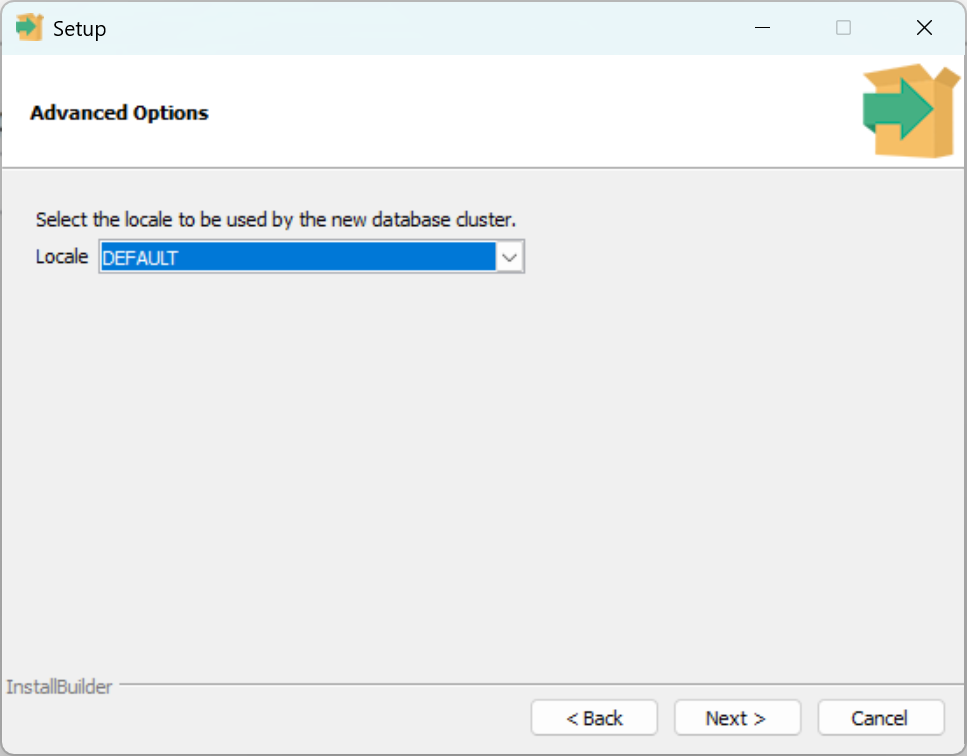 Setup
Advanced Options
Select the locale to be used by the new database cluster.
Locale DEFAULT
InstallBuilder
< Back Next > Cancel